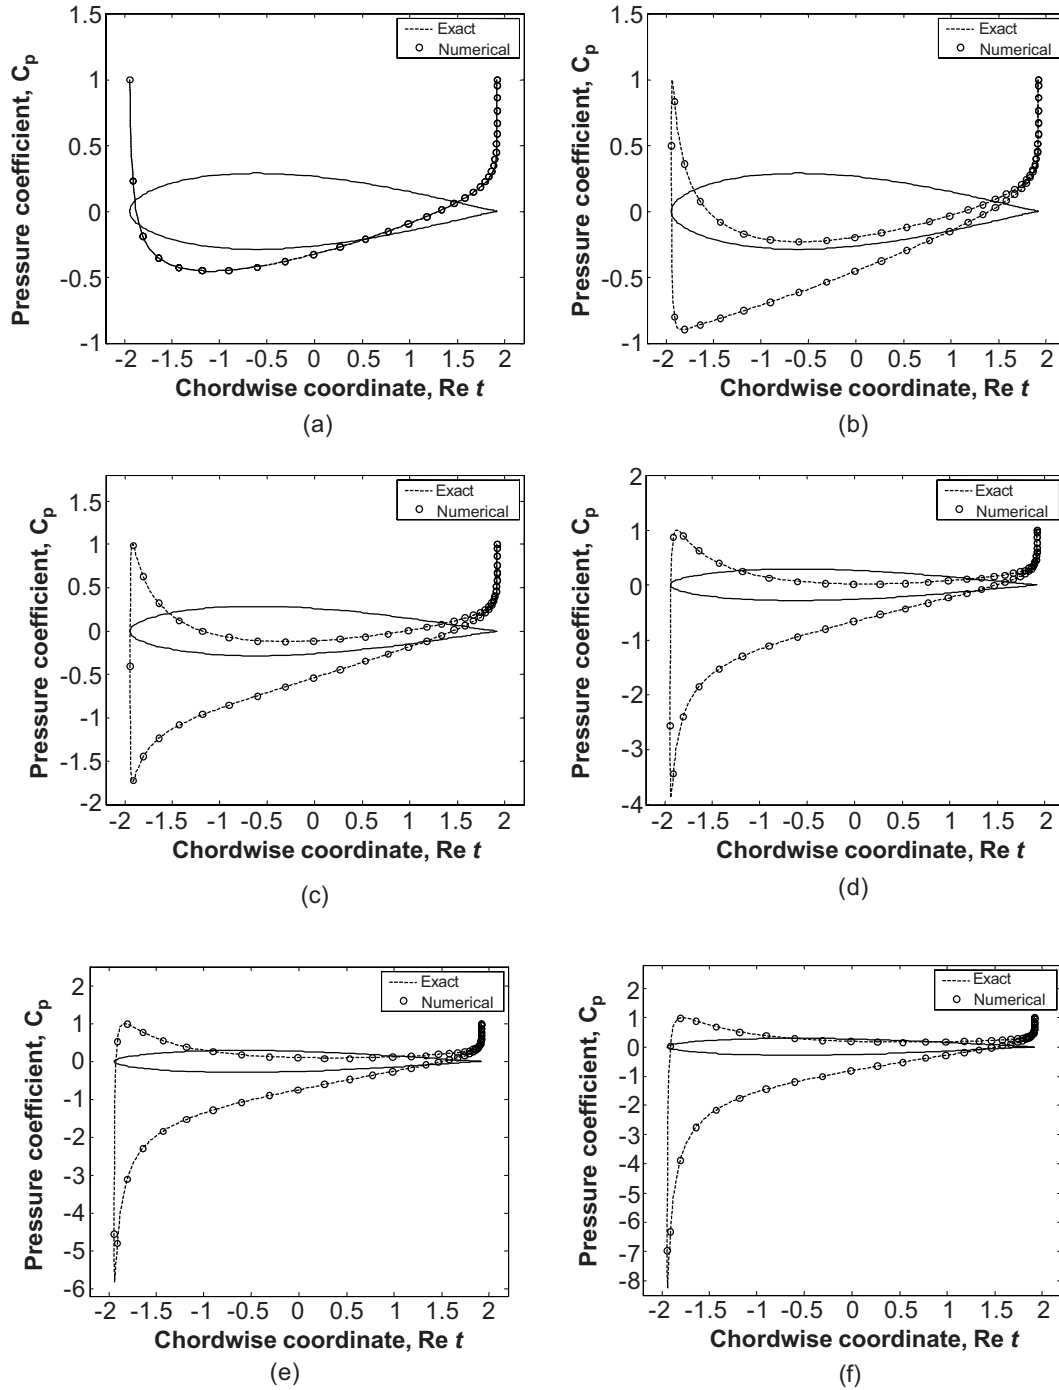 1.5
1
0.5
0
-0.5
-1
Pressure coefficient, Cp
Exact
Numerical
-2 -1.5 -1 -0.5 0 0.5 1 1.5 2
Chordwise coordinate, Re t
(a)
1.5
1
0.5
0
-0.5
-1
Pressure coefficient, Cp
Exact
Numerical
-2 -1.5 -1 -0.5 0 0.5 1 1.5 2
Chordwise coordinate, Re t
(b)
1.5
1
0.5
0
-0.5
-1
-1.5
-2
Pressure coefficient, Cp
Exact
Numerical
-2 -1.5 -1 -0.5 0 0.5 1 1.5 2
Chordwise coordinate, Re t
(c)
2
1
0
-1
-2
-3
-4
Pressure coefficient, Cp
Exact
Numerical
-2 -1.5 -1 -0.5 0 0.5 1 1.5 2
Chordwise coordinate, Re t
(d)
2
1
0
-1
-2
-3
-4
-5
-6
Pressure coefficient, Cp
Exact
Numerical
-2 -1.5 -1 -0.5 0 0.5 1 1.5 2
Chordwise coordinate, Re t
(e)
2
1
0
-1
-2
-3
-4
-5
-6
-7
-8
Pressure coefficient, Cp
Exact
Numerical
-2 -1.5 -1 -0.5 0 0.5 1 1.5 2
Chordwise coordinate, Re t
(f)